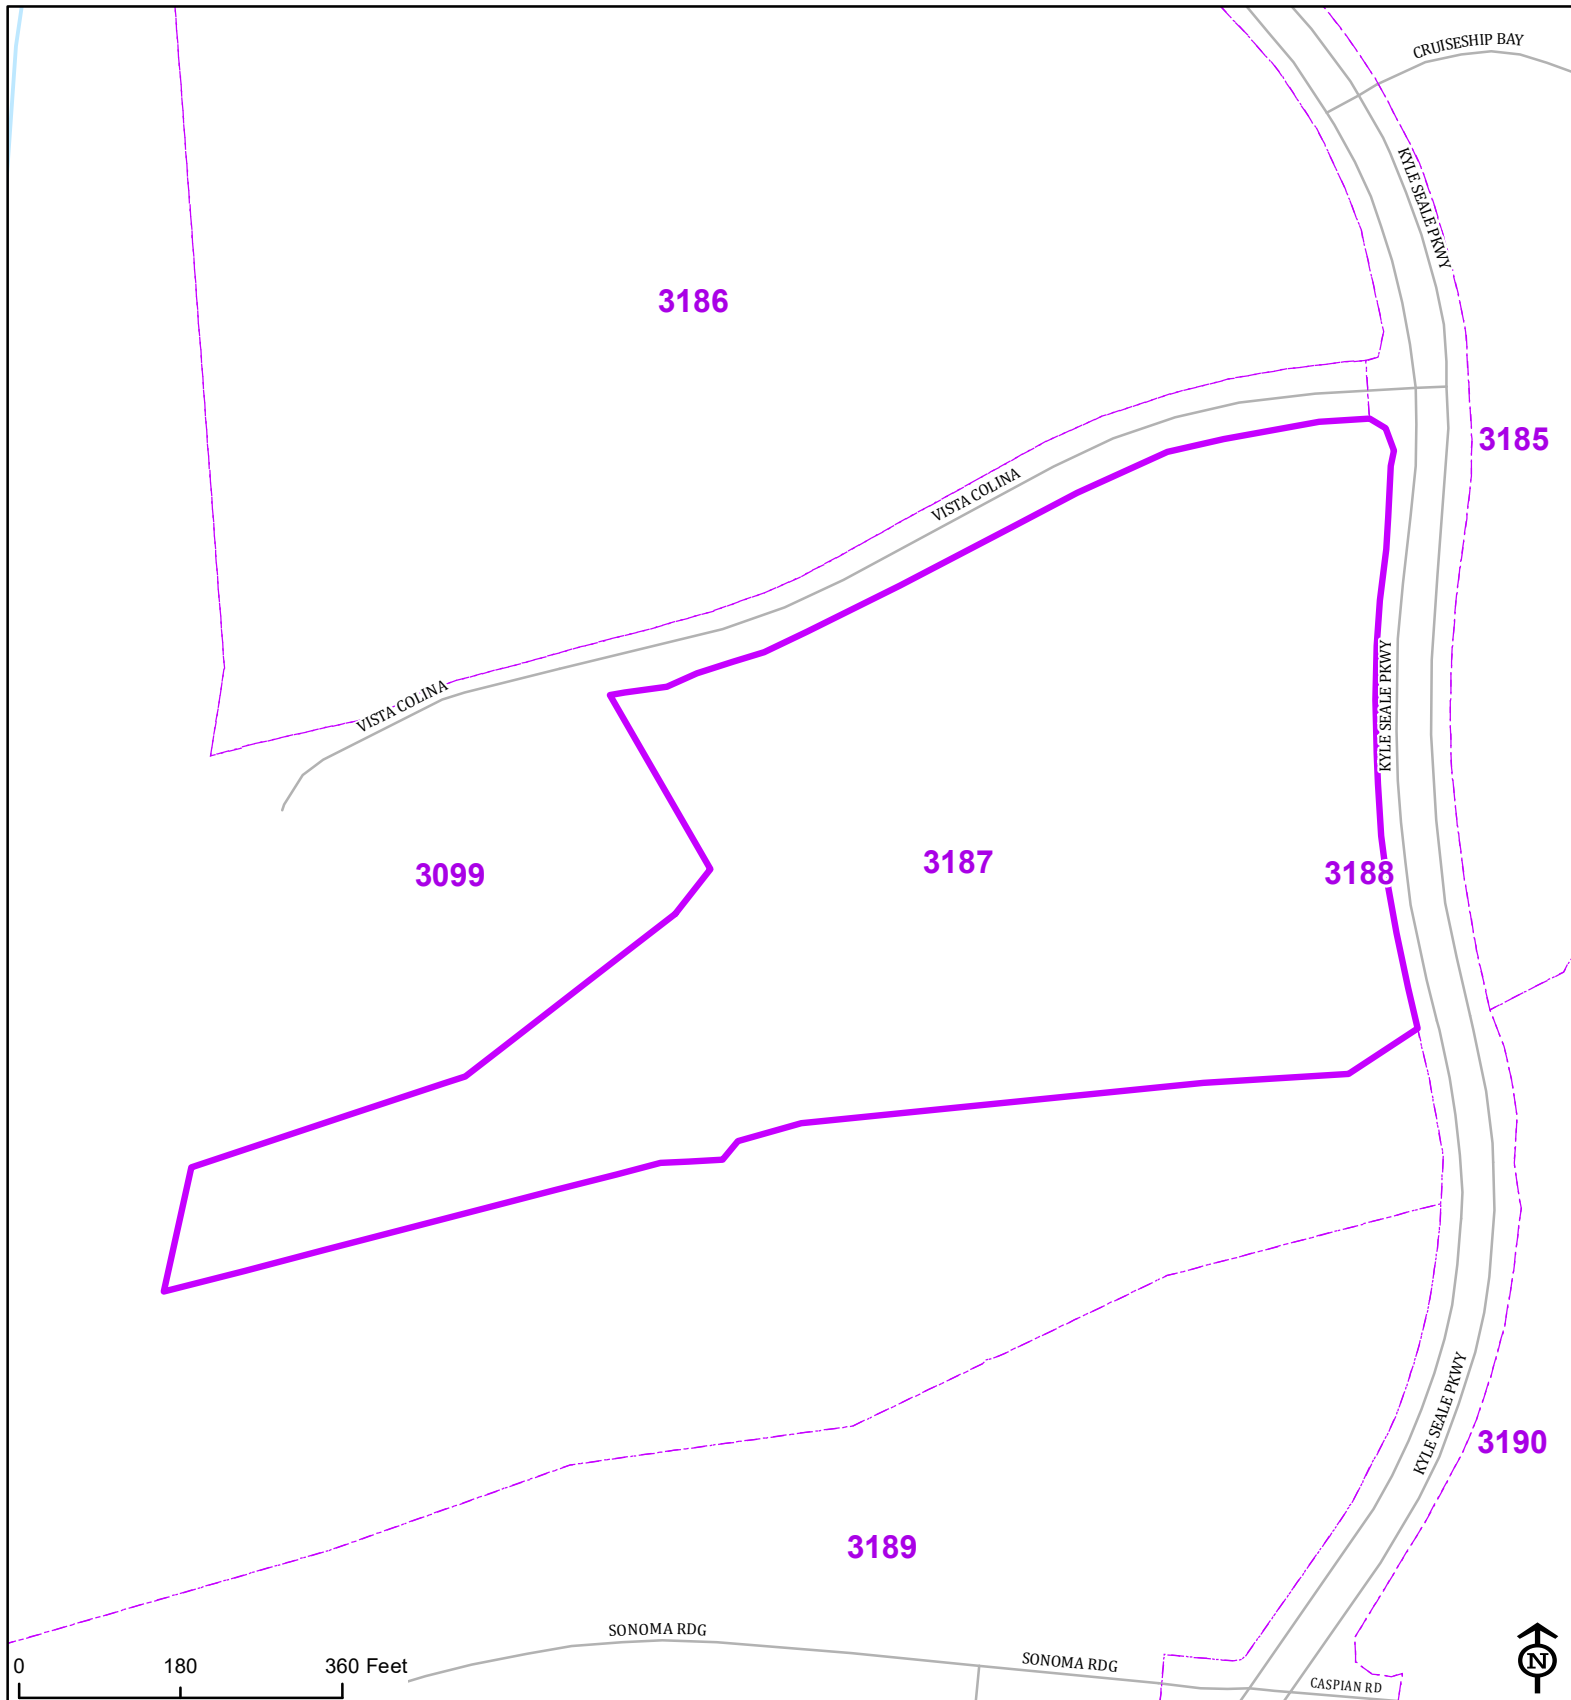 CRUISESHIP BAY
KYLE SEALE PKWY
3186
3185
VISTA COLINA
VISTA COLINA
KYLE SEALE PKWY
3187
3188
3099
KYLE SEALE PKWY
3190
3189
SONOMA RDG
SONOMA RDG
CASPIAN RD
0 180 360 Feet
N